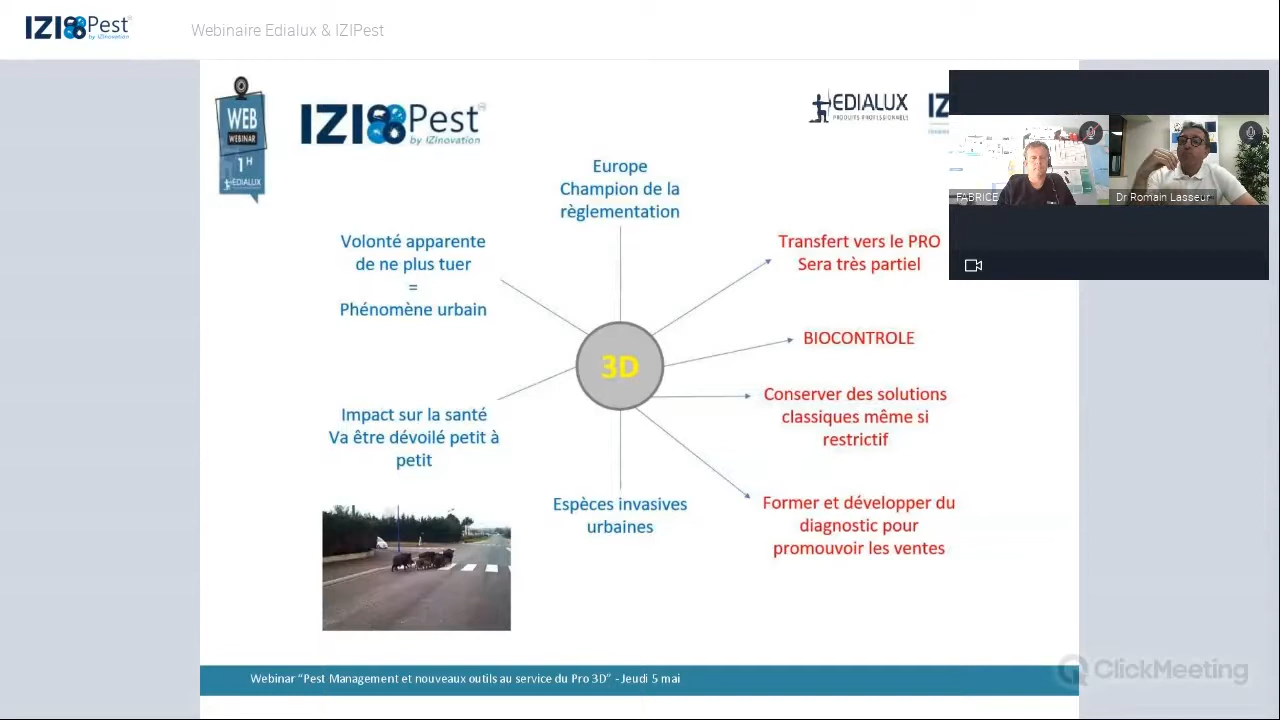 IZI Pest
by IZinovation
Webinaire Edialux & IZIPest
WEB
WEBINAR
1H
EDIALUX
IZI Pest
by IZinovation
EDIALUX
PRODUITS PROFESSIONNELS
IZ
FABRICE
Dr Romain Lasseur
Europe
Champion de la
règlementation
Volonté apparente
de ne plus tuer
=
Phénomène urbain
Transfert vers le PRO
Sera très partiel
BIOCONTROLE
3D
Conserver des solutions
classiques même si
restrictif
Impact sur la santé
Va être dévoilé petit à
petit
Espèces invasives
urbaines
Former et développer du
diagnostic pour
promouvoir les ventes
Webinar “Pest Management et nouveaux outils au service du Pro 3D” - Jeudi 5 mai
ClickMeeting